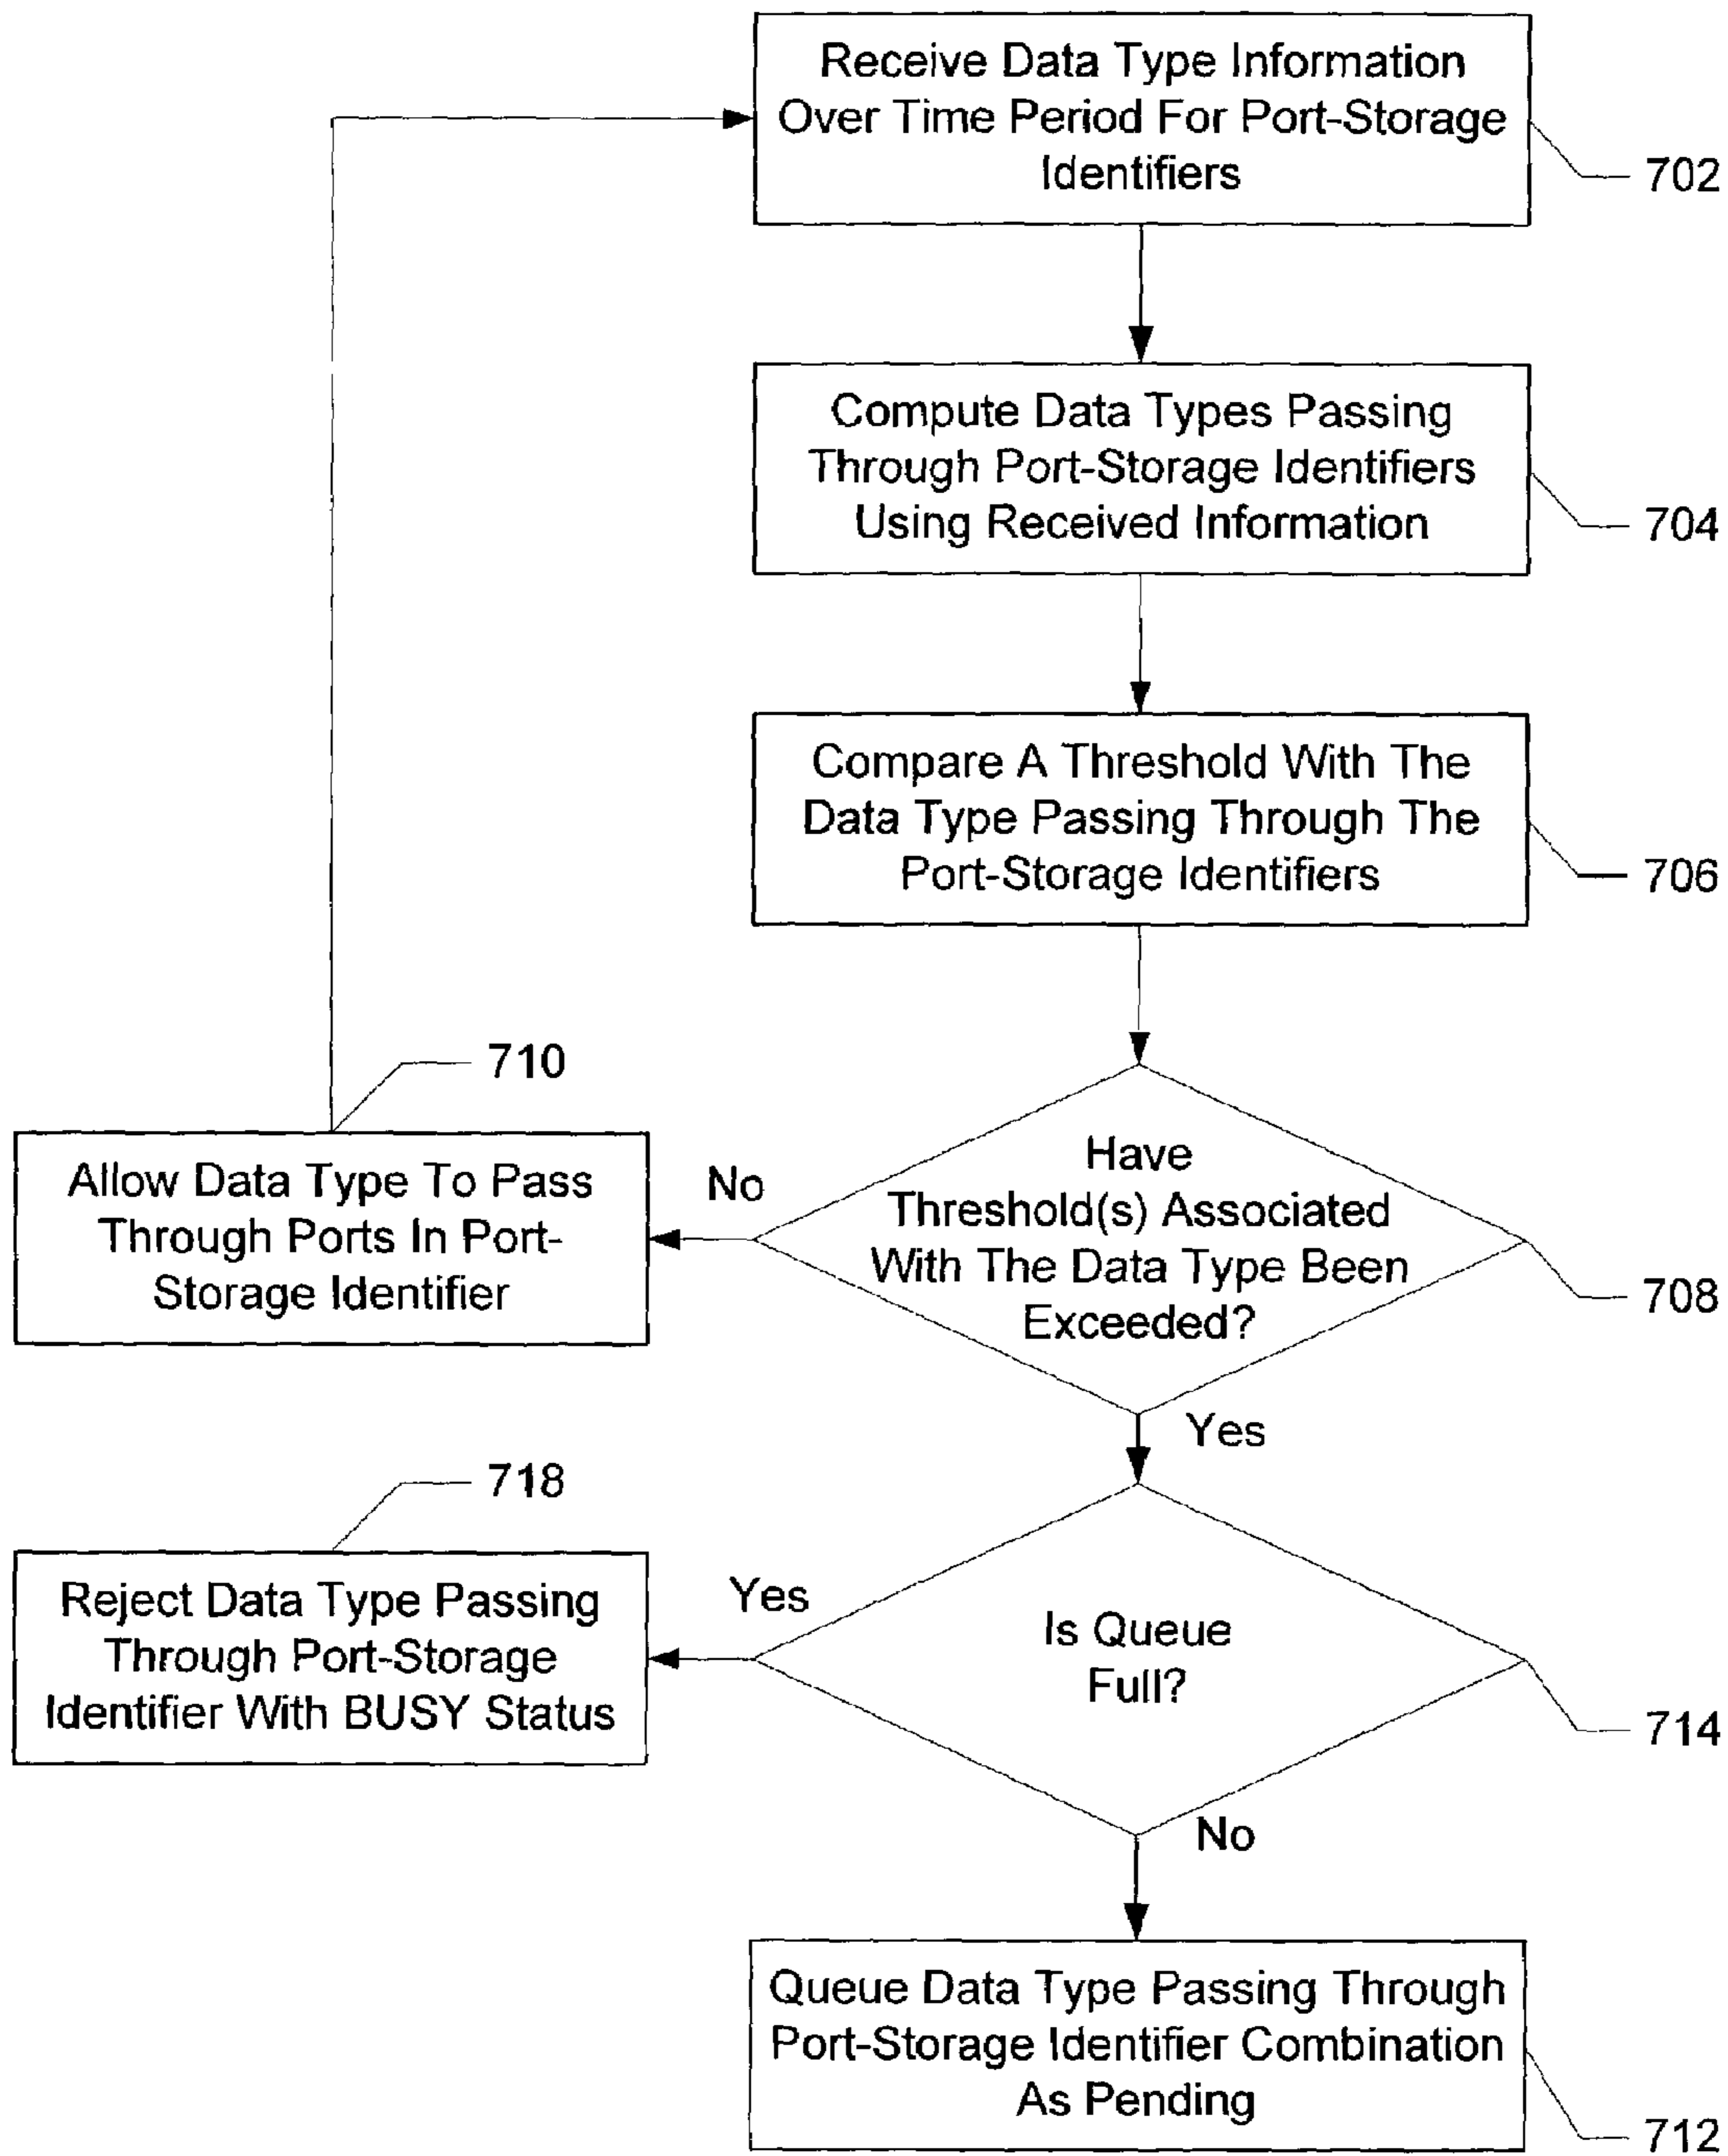 Receive Data Type Information
Over Time Period For Port-Storage
Identifiers
702
Compute Data Types Passing
Through Port-Storage Identifiers
Using Received Information
704
Compare A Threshold With The
Data Type Passing Through The
Port-Storage Identifiers
706
710
Allow Data Type To Pass
Through Ports In Port-
Storage Identifier
No
Have
Threshold(s) Associated
With The Data Type Been
Exceeded?
708
Yes
718
Reject Data Type Passing
Through Port-Storage
Identifier With BUSY Status
Yes
Is Queue
Full?
714
No
Queue Data Type Passing Through
Port-Storage Identifier Combination
As Pending
712